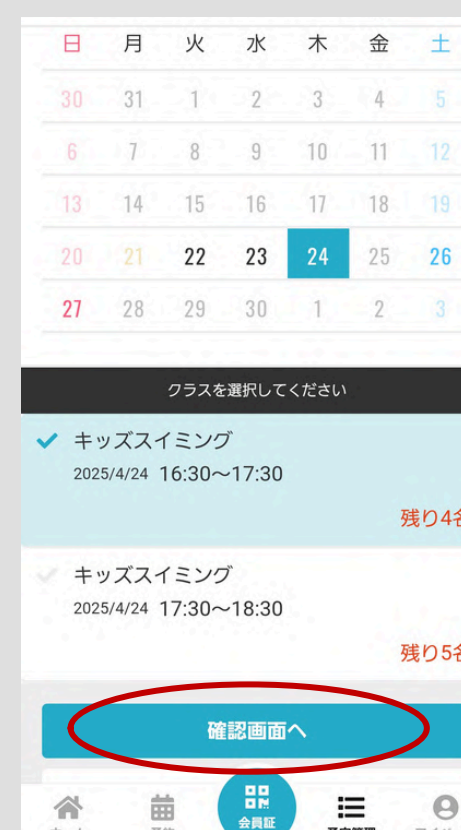 日 月 火 水 木 金 土
30 31 1 2 3 4 5
6 7 8 9 10 11 12
13 14 15 16 17 18 19
20 21 22 23 24 25 26
27 28 29 30 1 2 3
クラスを選択してください
キッズスイミング
2025/4/24 16:30～17:30
残り4名
キッズスイミング
2025/4/24 17:30～18:30
残り5名
確認画面へ
会員証